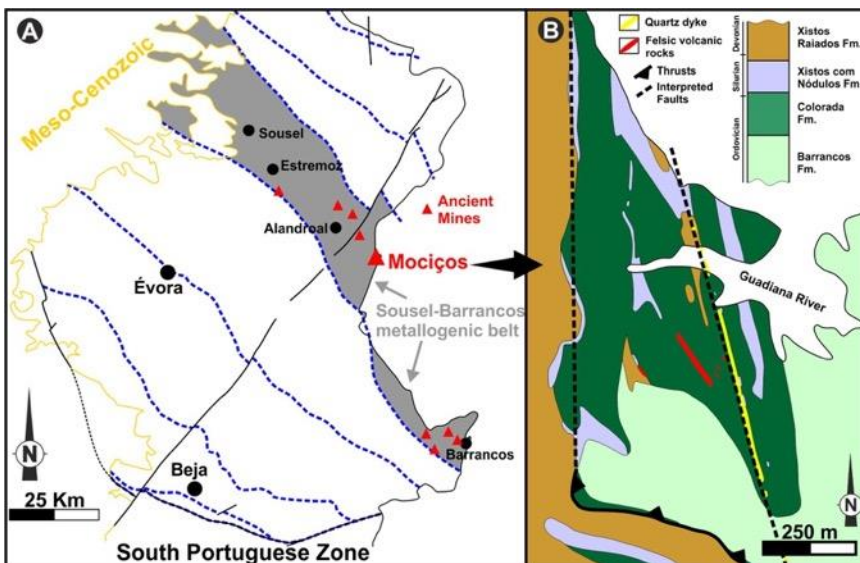 A
Meso-Cenozoic
Sousel
Estremoz
Alandroal
Ancient
Mines
Mociços
Évora
Sousel-Barrancos
metallogenic belt
N
Beja
Barrancos
25 Km
South Portuguese Zone
B
Quartz dyke
Felsic volcanic
rocks
Thrusts
Interpreted
Faults
Devonian
Silurian
Ordovician
Xistos
Raiados Fm.
Xistos com
Nódulos Fm.
Colorada
Fm.
Barrancos
Fm.
Guadiana River
N
250 m